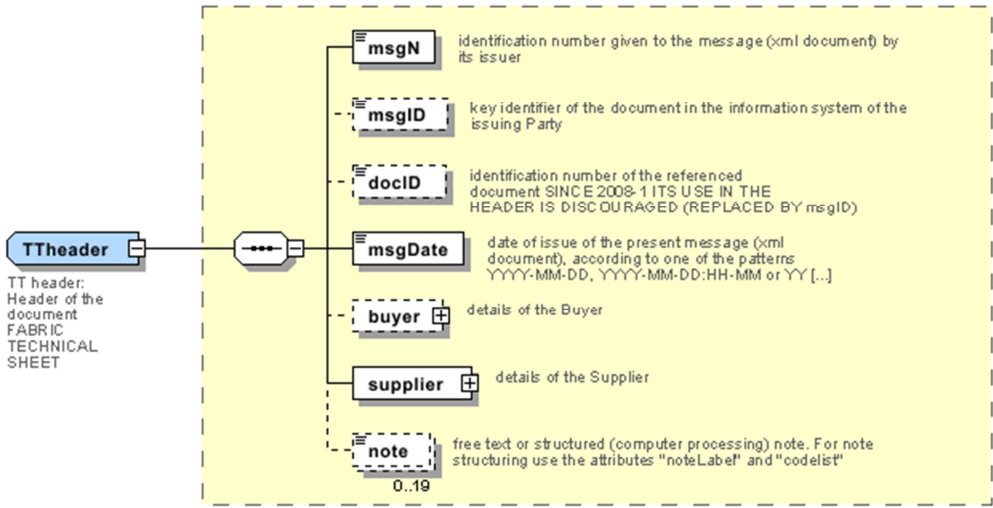 TTheader
TT header:
Header of the
document
FABRIC
TECHNICAL
SHEET
msgN
identification number given to the message (xml document) by
its issuer
msgID
key identifier of the document in the information system of the
issuing Party
docID
identification number of the referenced
document SINCE 2008-1 ITS USE IN THE
HEADER IS DISCOURAGED (REPLACED BY msgID)
msgDate
date of issue of the present message (xml
document), according to one of the patterns
YYYY-MM-DD, YYYY-MM-DD:HH-MM or YY [...]
buyer
details of the Buyer
supplier
details of the Supplier
note
free text or structured (computer processing) note. For note
structuring use the attributes "noteLabel" and "codelist"
0..19